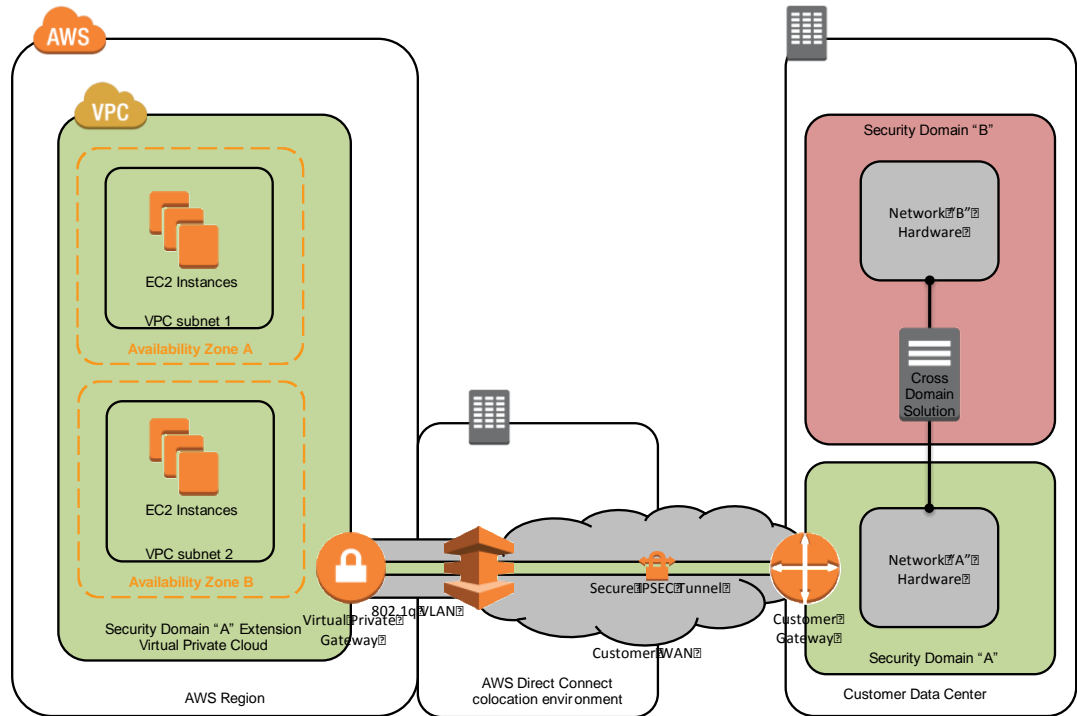 AWS
VPC
EC2 Instances
VPC subnet 1
Availability Zone A
EC2 Instances
VPC subnet 2
Availability Zone B
Security Domain “A” Extension
Virtual Private Cloud
AWS Region
Virtual Private
Gateway
802.1q VLAN
AWS Direct Connect
colocation environment
Secure IPSEC Tunnel
Customer WAN
Customer
Gateway
Security Domain “B”
Network “B”
Hardware
Cross
Domain
Solution
Network “A”
Hardware
Security Domain “A”
Customer Data Center